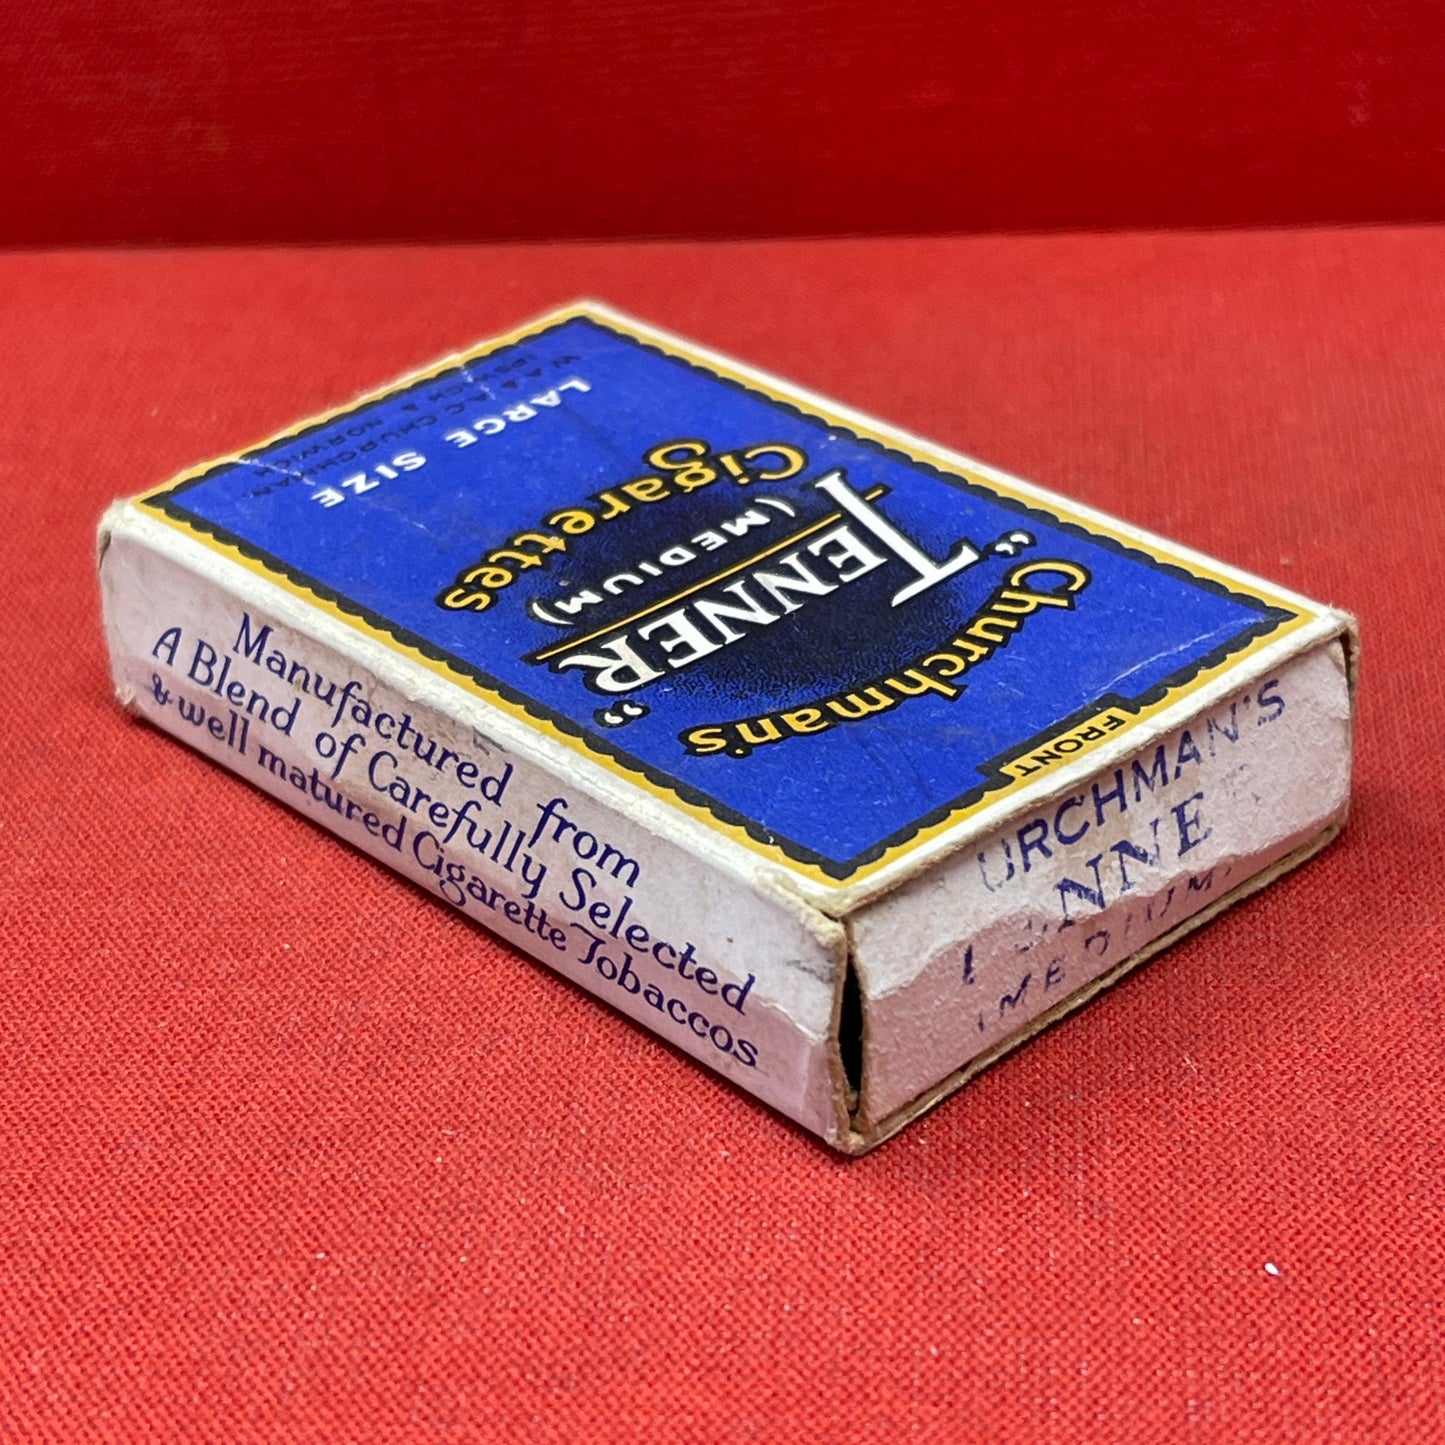 FRONT
Churchman's
"TENNER"
(MEDIUM)
Cigarettes
LARGE SIZE
W.A. & A.C. CHURCHMAN
IPSWICH & NORWICH
Manufactured from
A Blend of Carefully Selected
& well matured Cigarette Tobaccos
URCHMAN'S
ENNER
MEDIUM